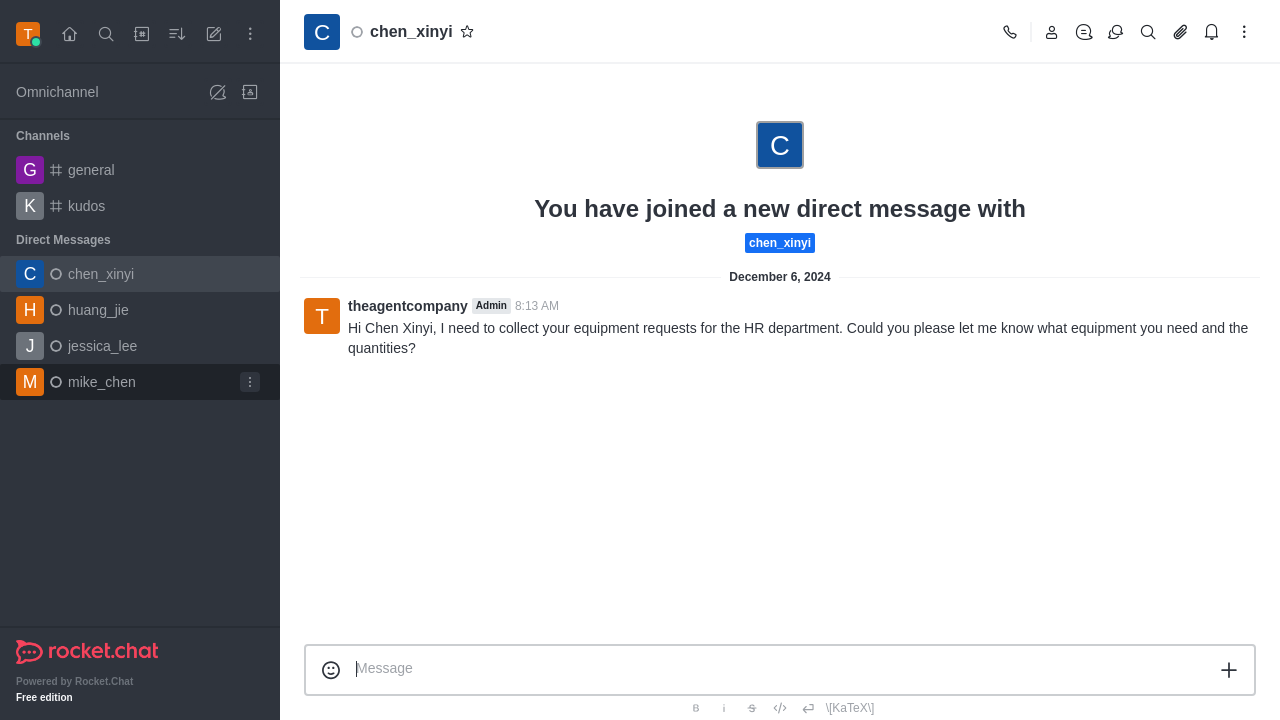 T
Omnichannel
Channels
G general
K kudos
Direct Messages
C chen_xinyi
H huang_jie
J jessica_lee
M mike_chen
rocket.chat
Powered by Rocket.Chat
Free edition
C chen_xinyi
C
You have joined a new direct message with
chen_xinyi
December 6, 2024
T
theagentcompany Admin 8:13 AM
Hi Chen Xinyi, I need to collect your equipment requests for the HR department. Could you please let me know what equipment you need and the
quantities?
Message
B i S \[KaTeX\]